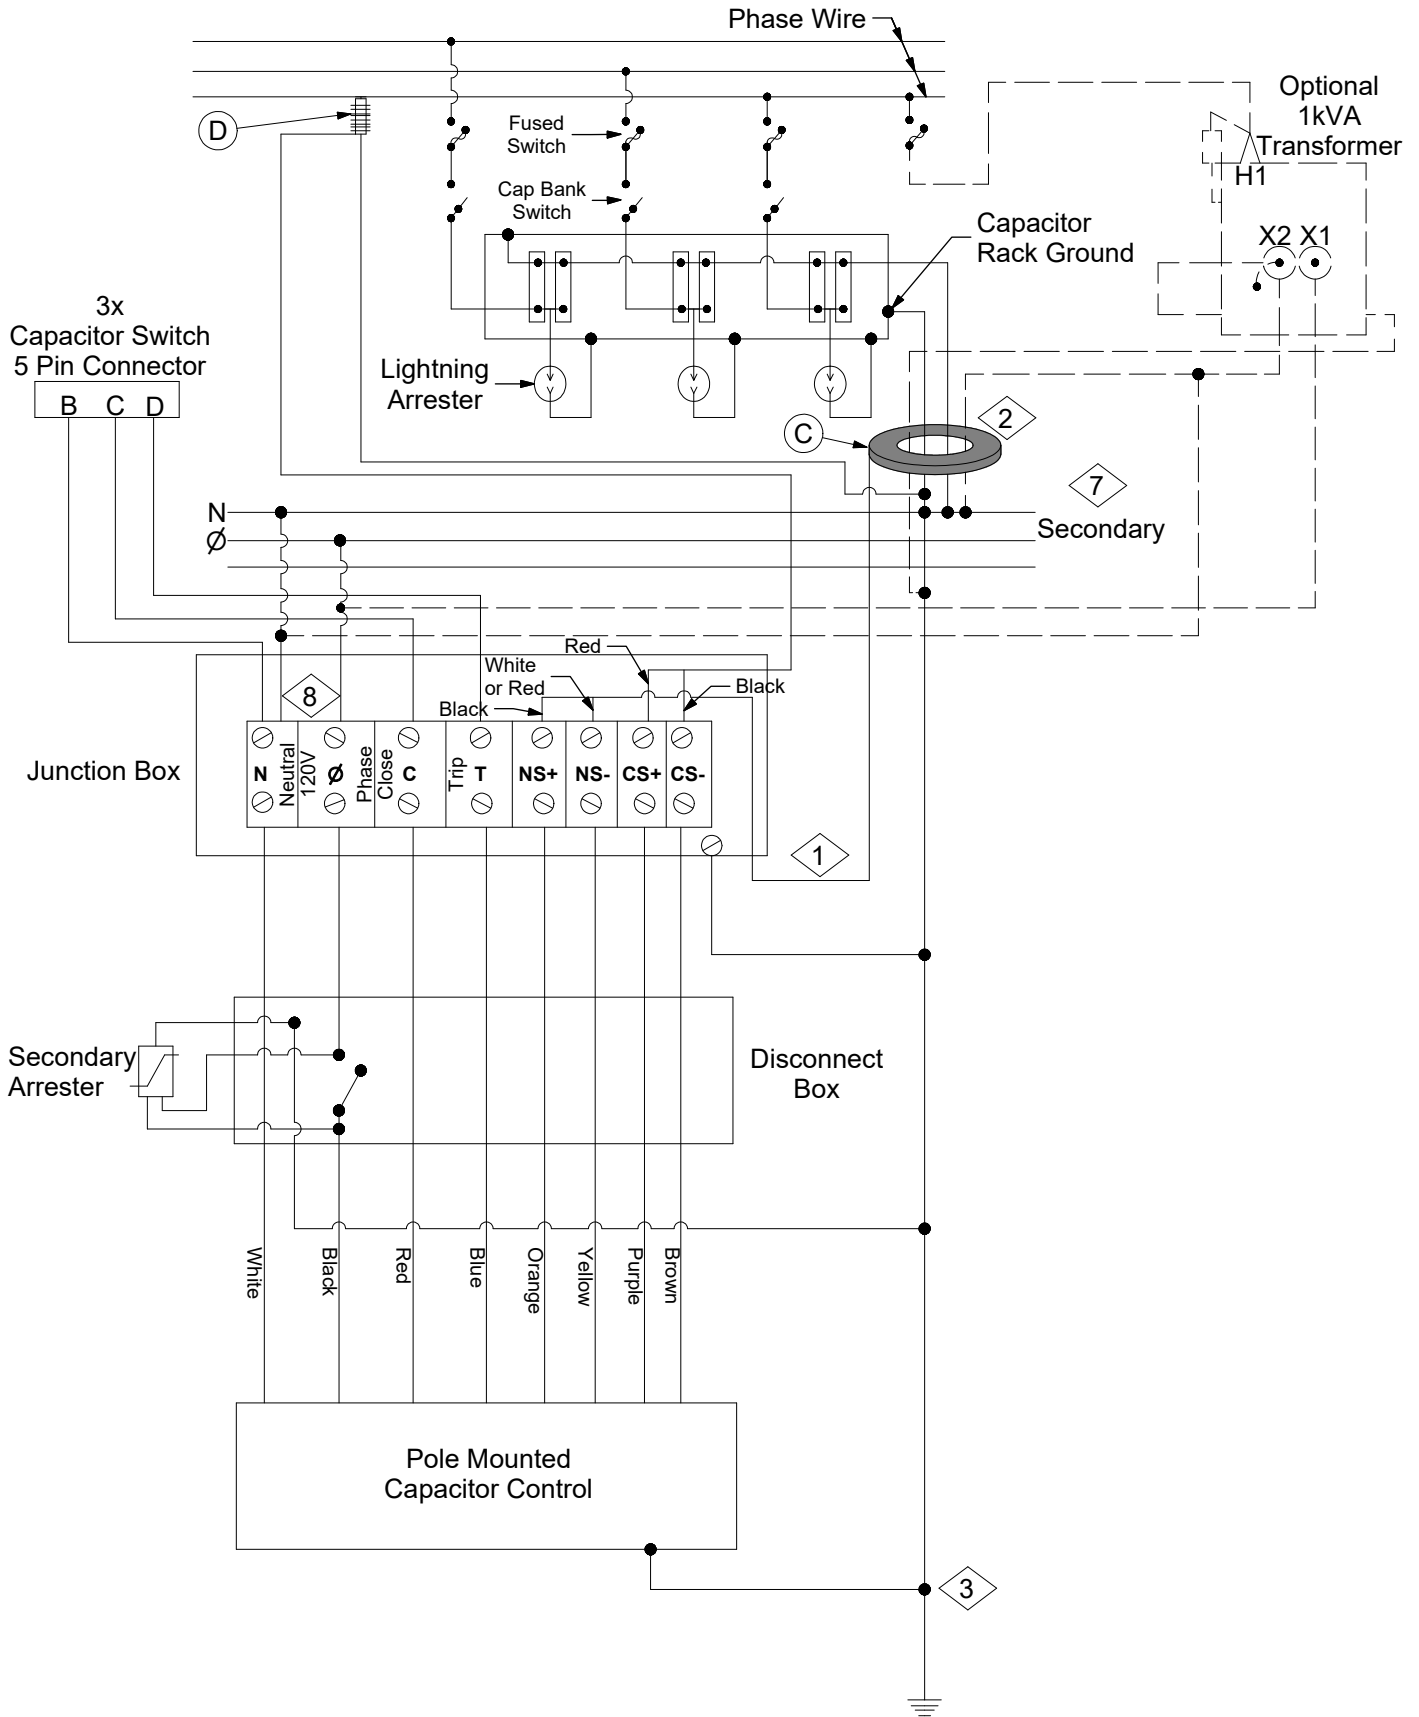 Phase Wire
Optional
1kVA
Transformer
H1
X2 X1
D
Fused
Switch
Cap Bank
Switch
Capacitor
Rack Ground
3x
Capacitor Switch
5 Pin Connector
B C D
Lightning
Arrester
C
2
7
N
Ø
Secondary
Red
White
or Red
Black
Black
8
Junction Box
N
Neutral
120V
Ø
Phase
Close
C
Trip
T
NS+
NS-
CS+
CS-
1
Secondary
Arrester
Disconnect
Box
White
Black
Red
Blue
Orange
Yellow
Purple
Brown
Pole Mounted
Capacitor Control
3